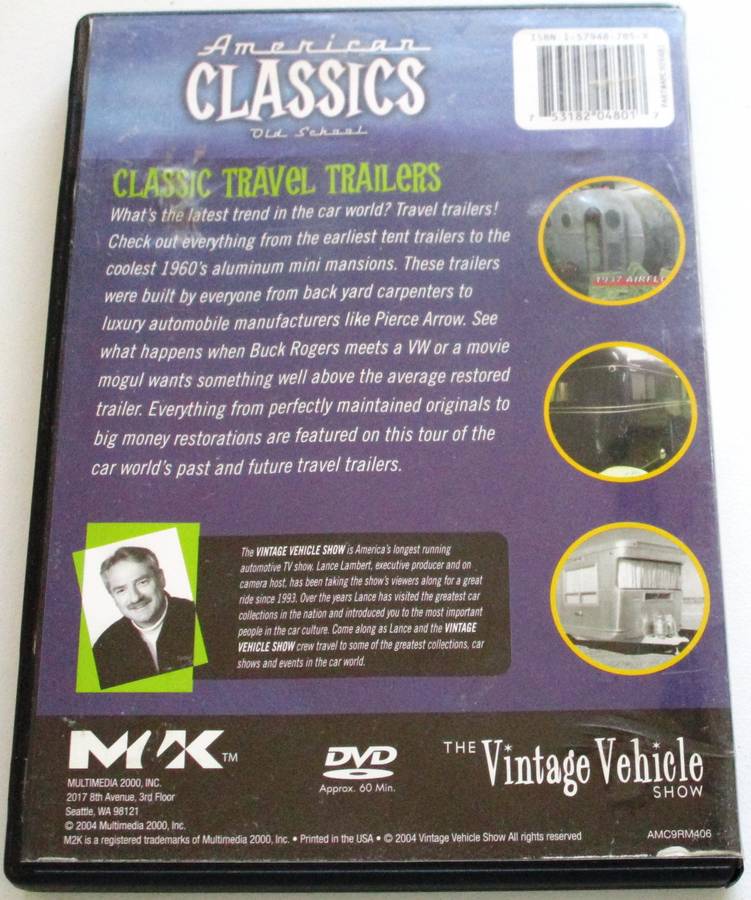 American
CLASSICS
Old School
ISBN 1-57948-705-X
7 53182 04801 7
CLASSIC TRAVEL TRAILERS
What's the latest trend in the car world? Travel trailers!
Check out everything from the earliest tent trailers to the
coolest 1960's aluminum mini mansions. These trailers
were built by everyone from back yard carpenters to
luxury automobile manufacturers like Pierce Arrow. See
what happens when Buck Rogers meets a VW or a movie
mogul wants something well above the average restored
trailer. Everything from perfectly maintained originals to
big money restorations are featured on this tour of the
car world's past and future travel trailers.
1937 AIRFL
The VINTAGE VEHICLE SHOW is America's longest running
automotive TV show. Lance Lambert, executive producer and on
camera host, has been taking the show's viewers along for a great
ride since 1993. Over the years Lance has visited the greatest car
collections in the nation and introduced you to the most important
people in the car culture. Come along as Lance and the VINTAGE
VEHICLE SHOW crew travel to some of the greatest collections, car
shows and events in the car world.
M2K™
MULTIMEDIA 2000, INC.
2017 8th Avenue, 3rd Floor
Seattle, WA 98121
© 2004 Multimedia 2000, Inc.
M2K is a registered trademarks of Multimedia 2000, Inc. • Printed in the USA • © 2004 Vintage Vehicle Show All rights reserved
DVD
Approx. 60 Min.
THE Vintage Vehicle
SHOW
AMC9RM406